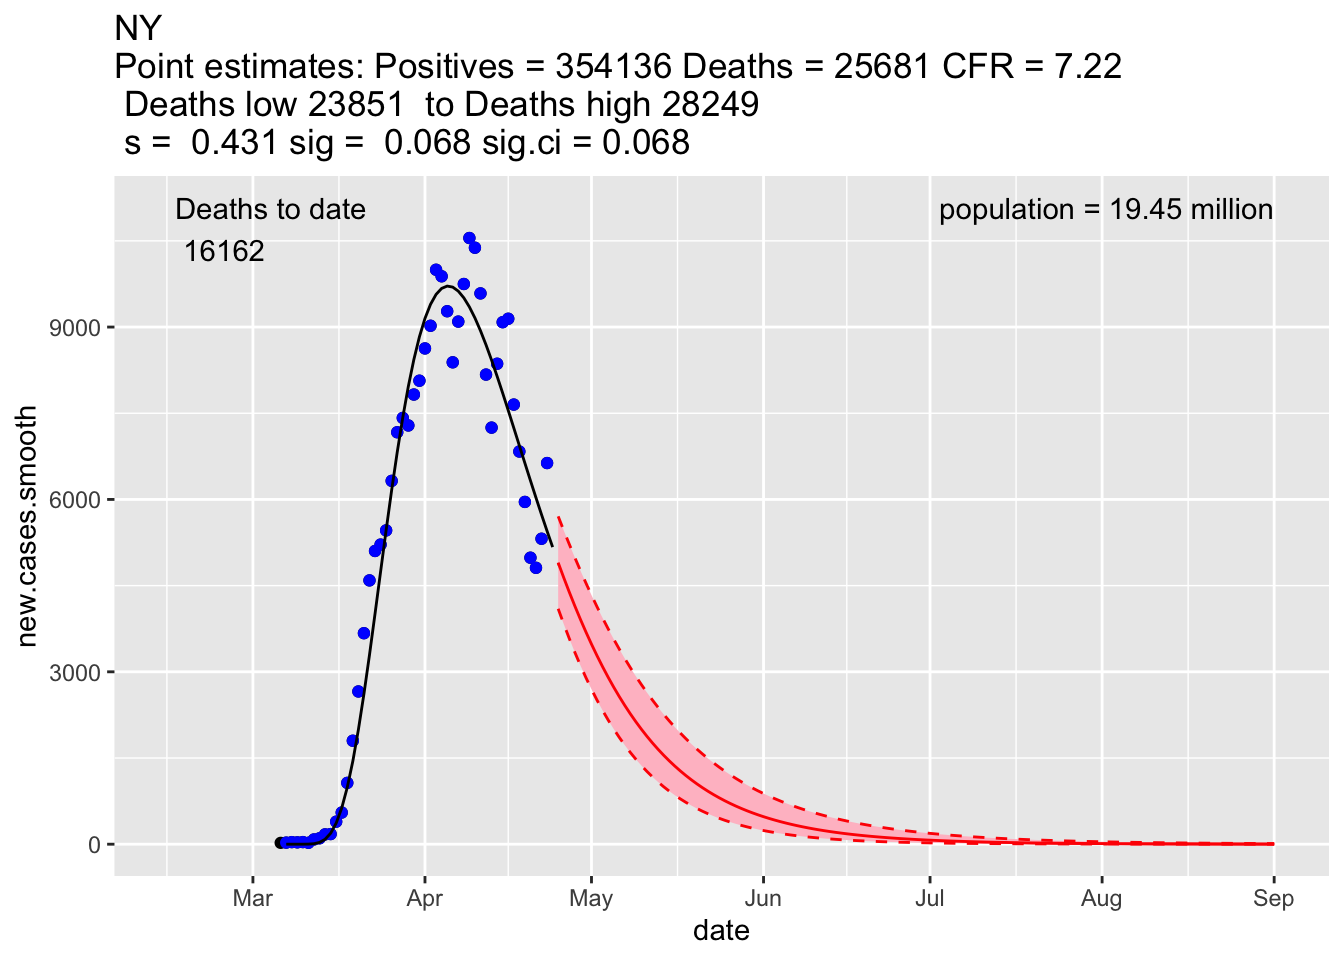 NY
Point estimates: Positives = 354136 Deaths = 25681 CFR = 7.22
Deaths low 23851  to Deaths high 28249
s =  0.431 sig =  0.068 sig.ci = 0.068
Deaths to date
16162
population = 19.45 million
9000
6000
3000
0
new.cases.smooth
Mar Apr May Jun Jul Aug Sep
date